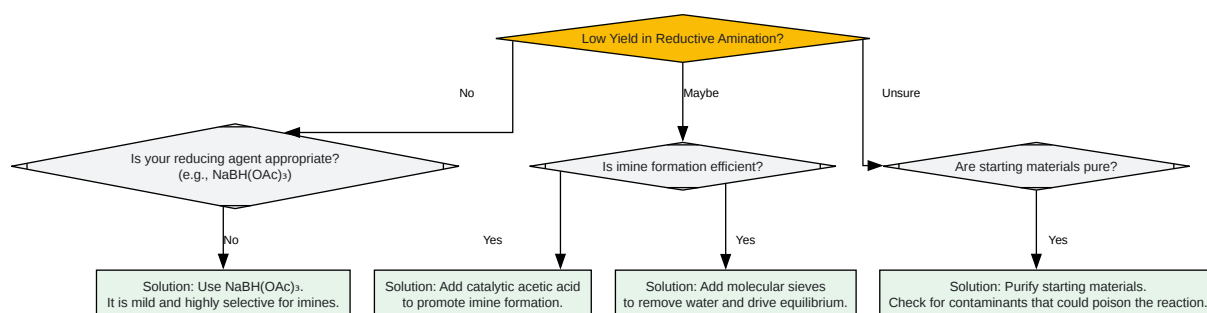 Low Yield in Reductive Amination?
No
Maybe
Unsure
Is your reducing agent appropriate?
(e.g., NaBH(OAc)₃)
Is imine formation efficient?
Are starting materials pure?
No
Yes
Yes
Yes
Solution: Use NaBH(OAc)₃.
It is mild and highly selective for imines.
Solution: Add catalytic acetic acid
to promote imine formation.
Solution: Add molecular sieves
to remove water and drive equilibrium.
Solution: Purify starting materials.
Check for contaminants that could poison the reaction.